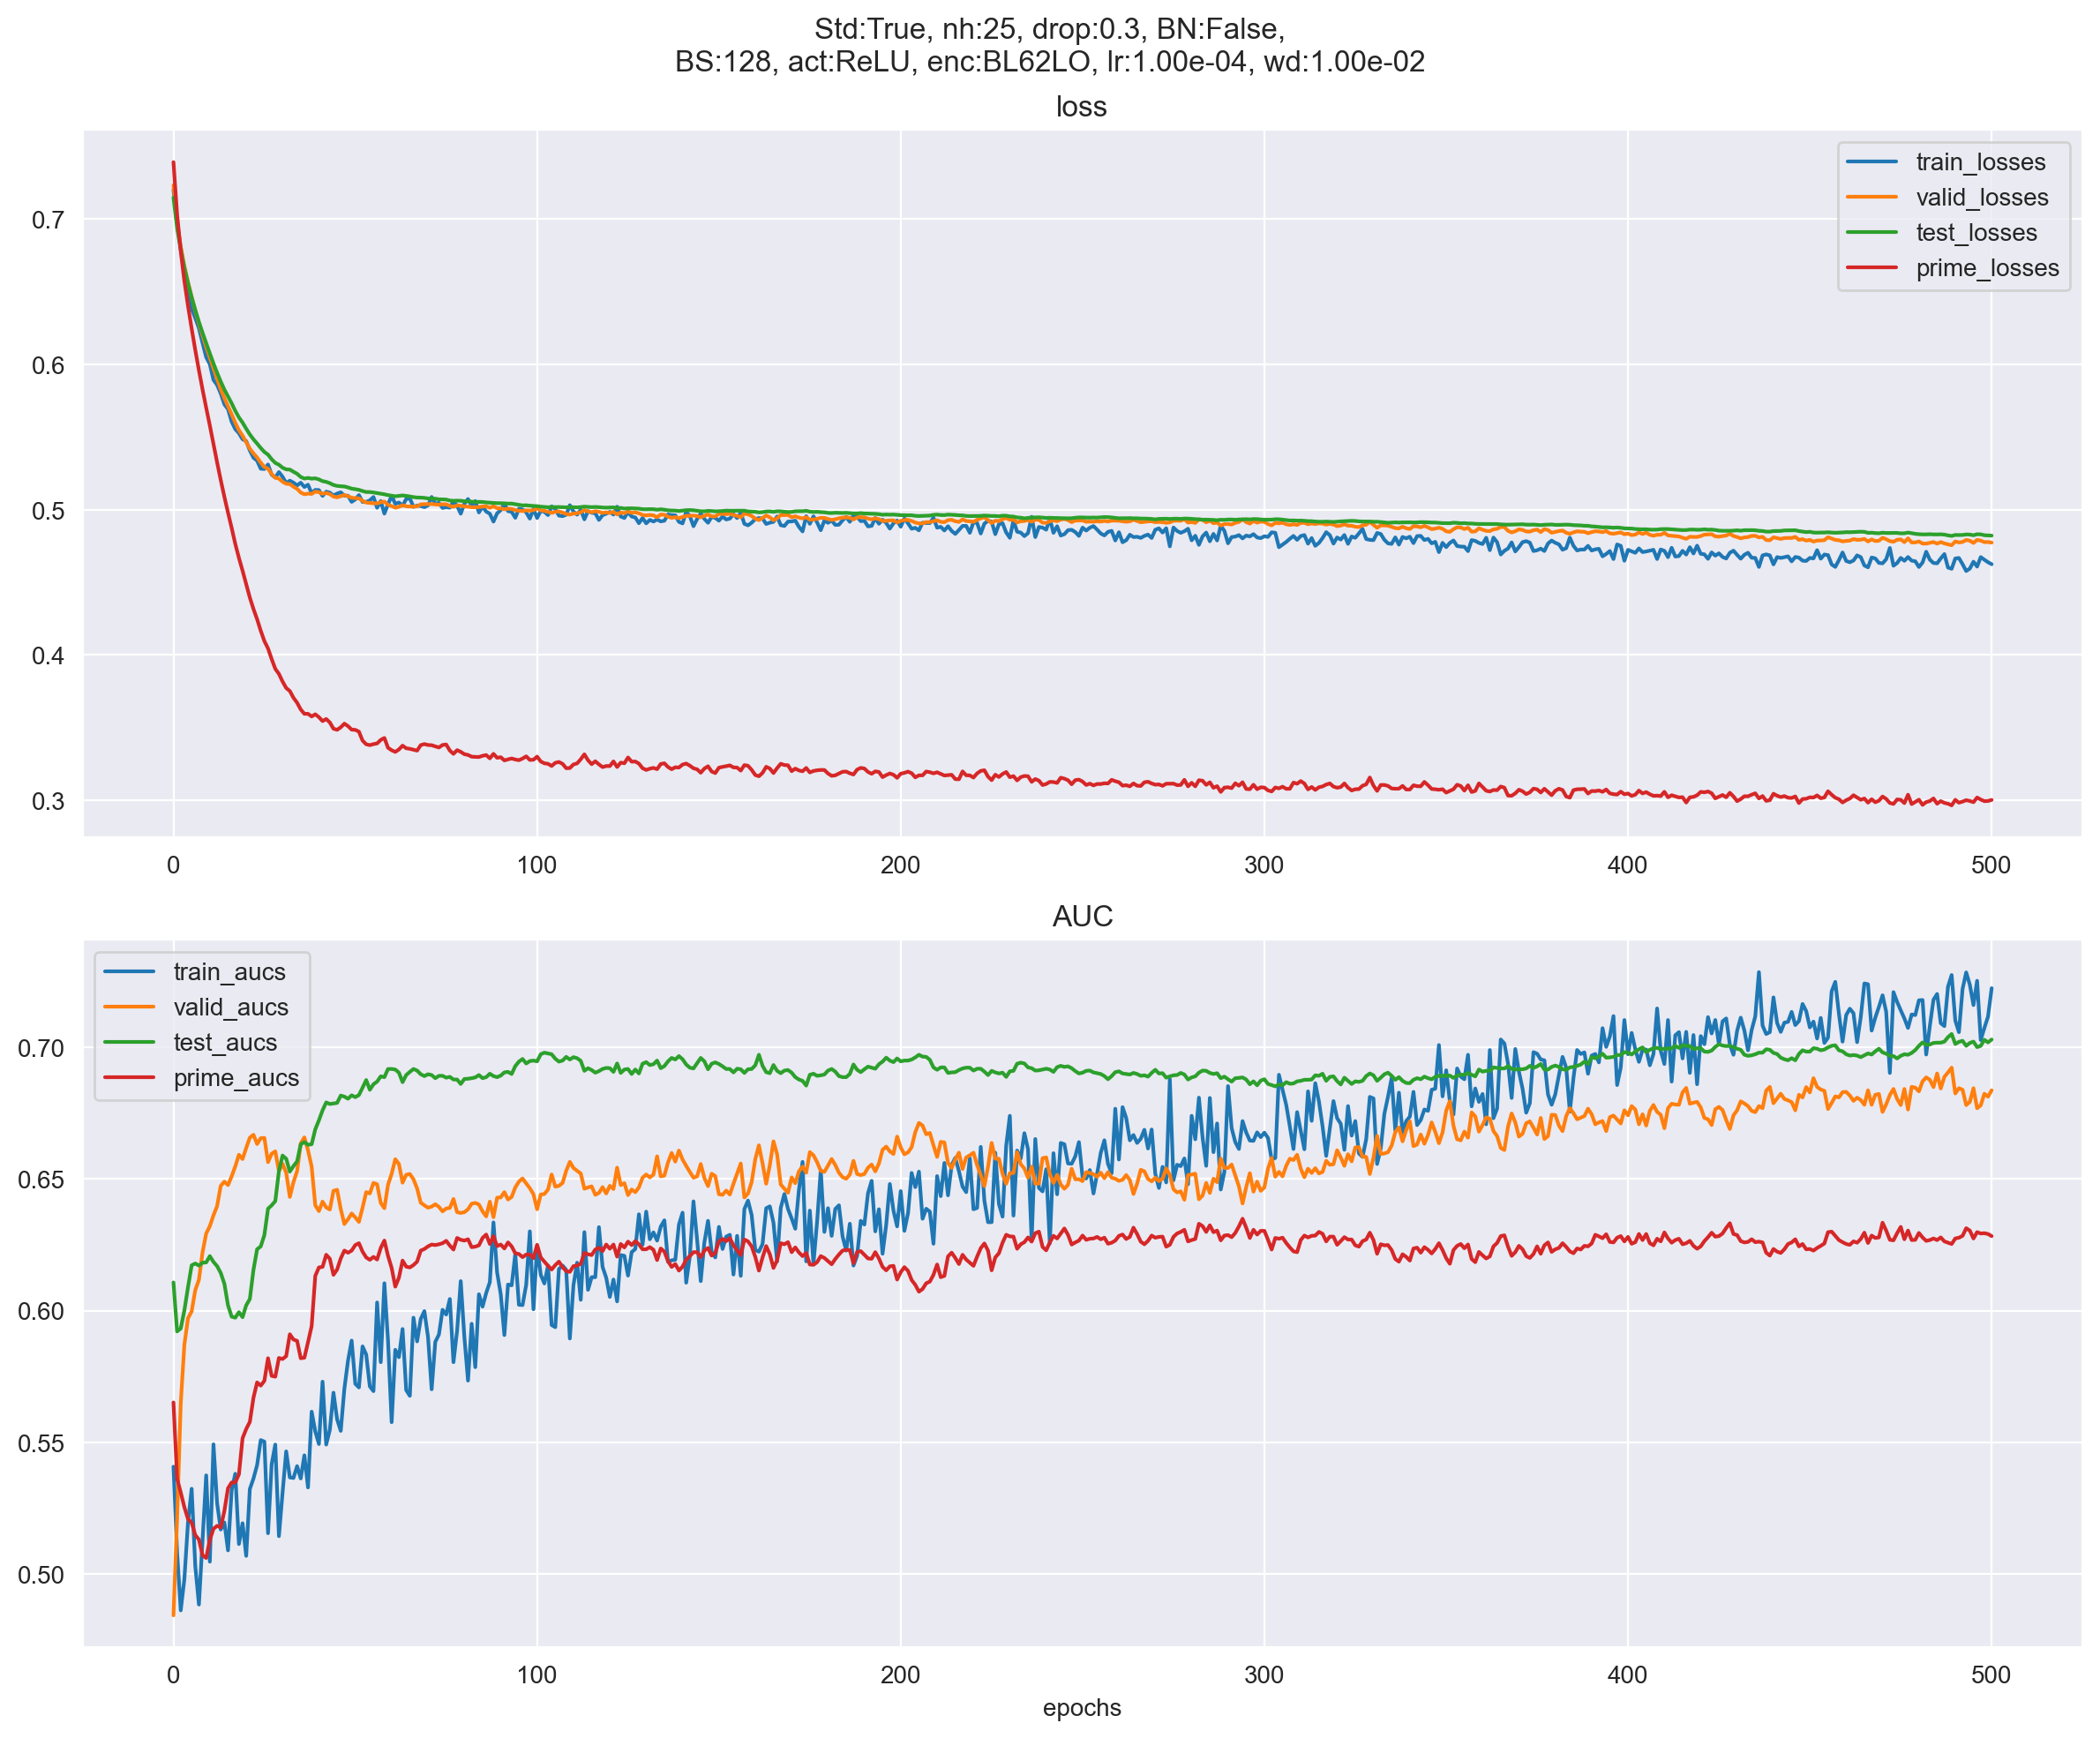 Std:True, nh:25, drop:0.3, BN:False,
BS:128, act:ReLU, enc:BL62LO, lr:1.00e-04, wd:1.00e-02
loss
train_losses
valid_losses
test_losses
prime_losses
0.7
0.6
0.5
0.4
0.3
0 100 200 300 400 500
AUC
train_aucs
valid_aucs
test_aucs
prime_aucs
0.70
0.65
0.60
0.55
0.50
0 100 200 300 400 500
epochs